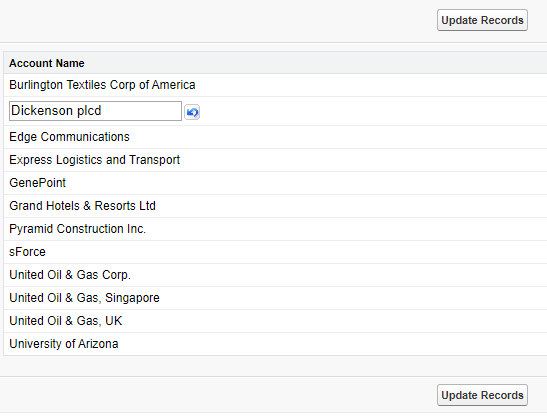 Update Records
Account Name
Burlington Textiles Corp of America
Dickenson plcd
Edge Communications
Express Logistics and Transport
GenePoint
Grand Hotels & Resorts Ltd
Pyramid Construction Inc.
sForce
United Oil & Gas Corp.
United Oil & Gas, Singapore
United Oil & Gas, UK
University of Arizona
Update Records